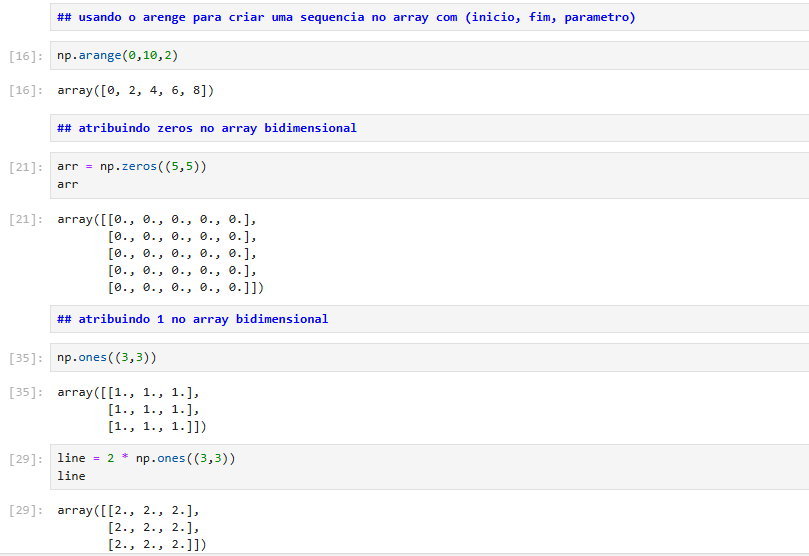 ## usando o arenge para criar uma sequencia no array com (inicio, fim, parametro)
[16]: np.arange(0,10,2)
[16]: array([0, 2, 4, 6, 8])
## atribuindo zeros no array bidimensional
[21]: arr = np.zeros((5,5))
arr
[21]: array([[0., 0., 0., 0., 0.],
[0., 0., 0., 0., 0.],
[0., 0., 0., 0., 0.],
[0., 0., 0., 0., 0.],
[0., 0., 0., 0., 0.]])
## atribuindo 1 no array bidimensional
[35]: np.ones((3,3))
[35]: array([[1., 1., 1.],
[1., 1., 1.],
[1., 1., 1.]])
[29]: line = 2 * np.ones((3,3))
line
[29]: array([[2., 2., 2.],
[2., 2., 2.],
[2., 2., 2.]])